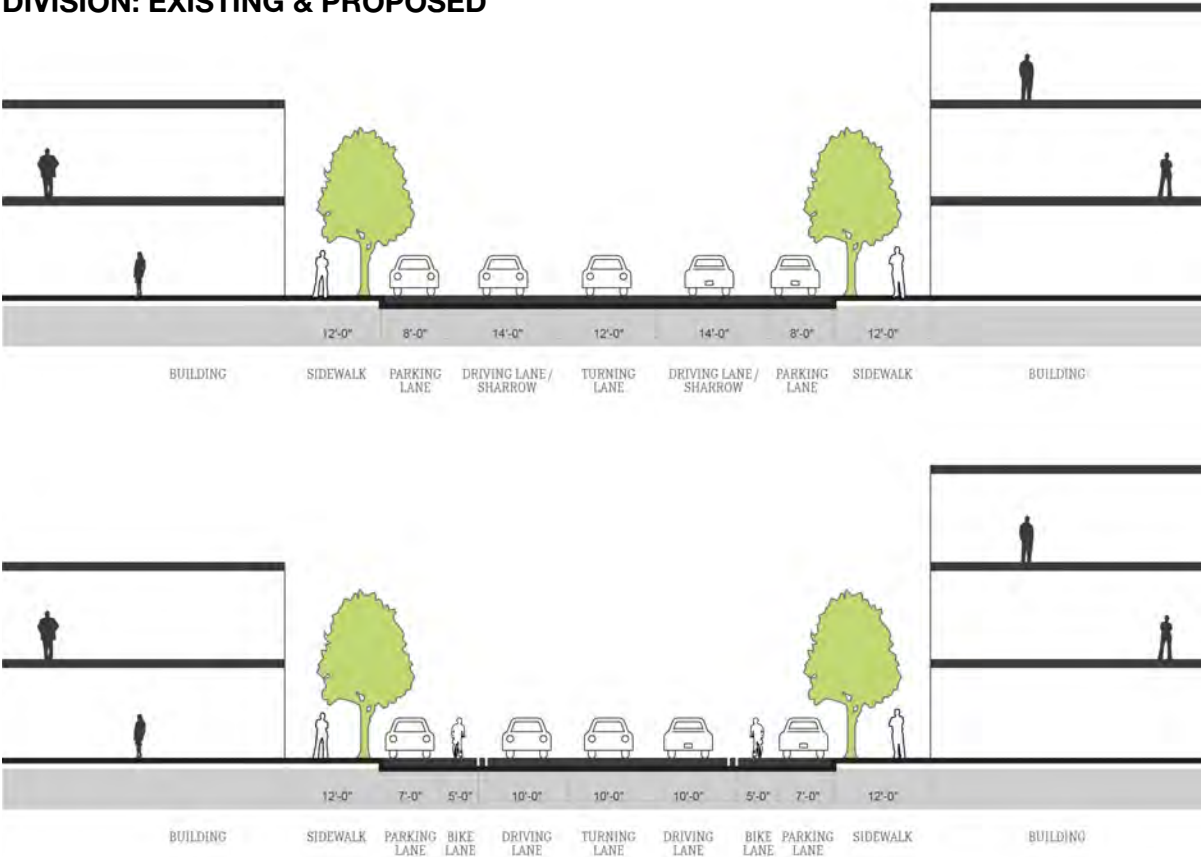 DIVISION: EXISTING & PROPOSED
12'-0" 8'-0" 14'-0" 12'-0" 14'-0" 8'-0" 12'-0"
BUILDING SIDEWALK PARKING DRIVING LANE/ TURNING DRIVING LANE/ PARKING SIDEWALK BUILDING
LANE SHARROW LANE SHARROW LANE
12'-0" 7'-0" 5'-0" 10'-0" 10'-0" 10'-0" 5'-0" 7'-0" 12'-0"
BUILDING SIDEWALK PARKING BIKE DRIVING TURNING DRIVING BIKE PARKING SIDEWALK BUILDING
LANE LANE LANE LANE LANE LANE LANE